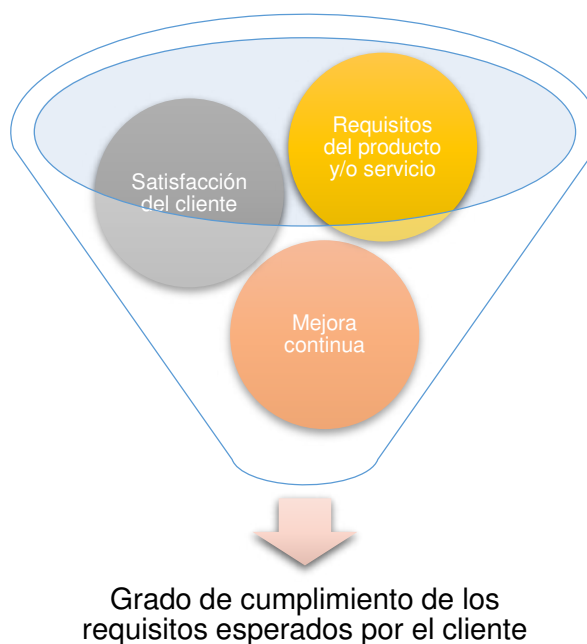 Requisitos
del producto
y/o servicio
Satisfacción
del cliente
Mejora
continua
Grado de cumplimiento de los
requisitos esperados por el cliente